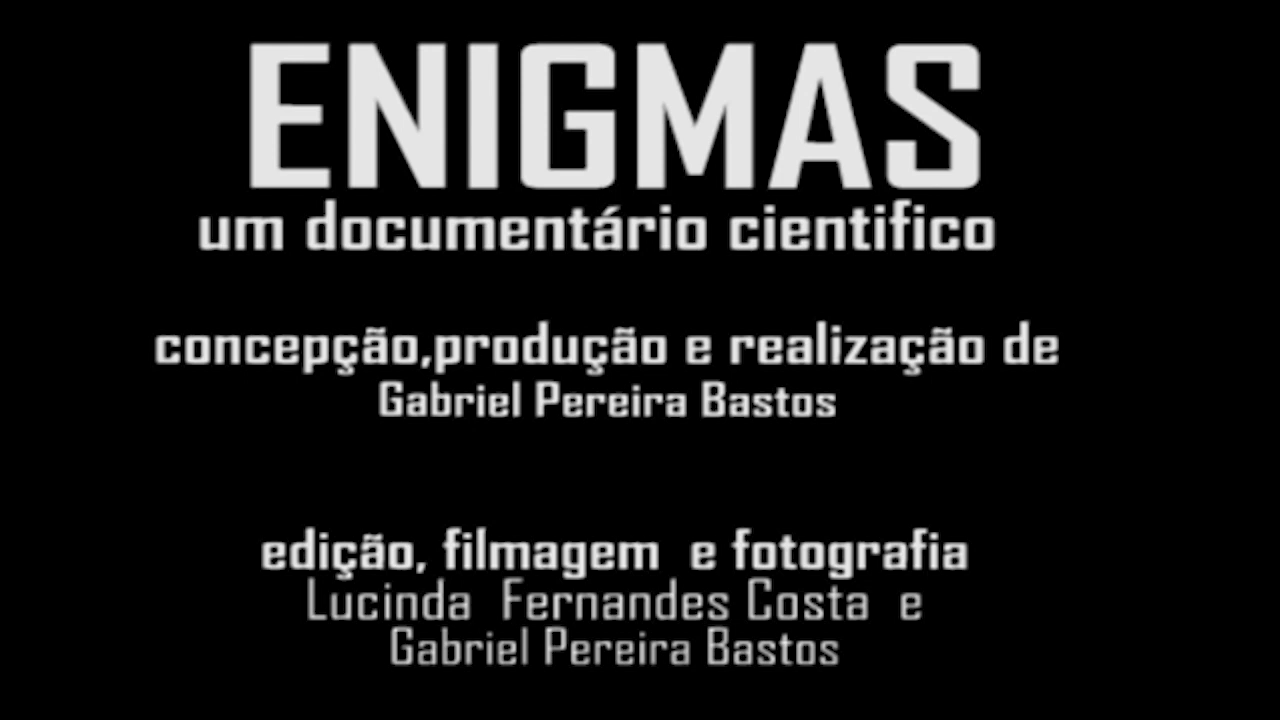 ENIGMAS
um documentário cientifico
concepção,produção e realização de
Gabriel Pereira Bastos
edição, filmagem e fotografia
Lucinda Fernandes Costa e
Gabriel Pereira Bastos